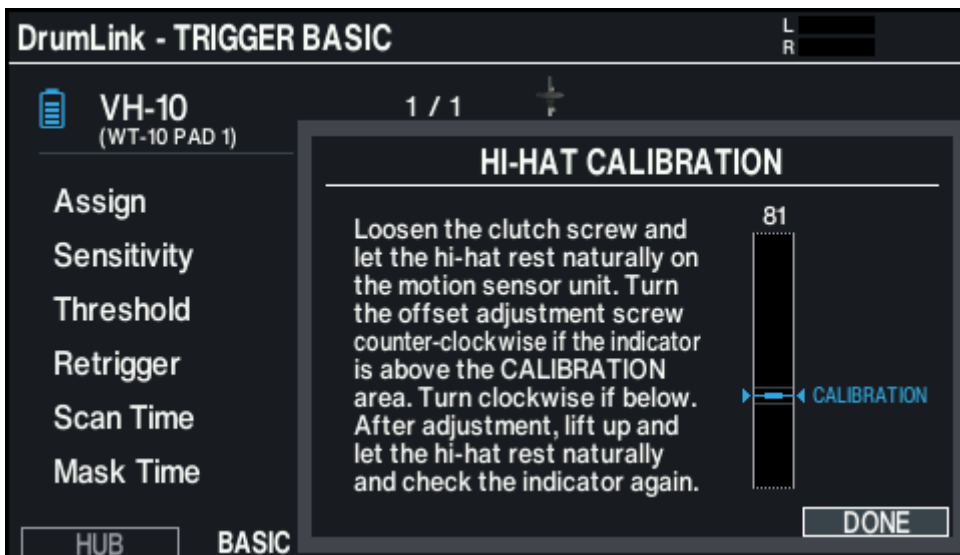 DrumLink - TRIGGER BASIC
L
R
VH-10
1 / 1
(WT-10 PAD 1)
Assign
Sensitivity
Threshold
Retrigger
Scan Time
Mask Time
HUB
BASIC
HI-HAT CALIBRATION
Loosen the clutch screw and
let the hi-hat rest naturally on
the motion sensor unit. Turn
the offset adjustment screw
counter-clockwise if the indicator
is above the CALIBRATION
area. Turn clockwise if below.
After adjustment, lift up and
let the hi-hat rest naturally
and check the indicator again.
81
CALIBRATION
DONE